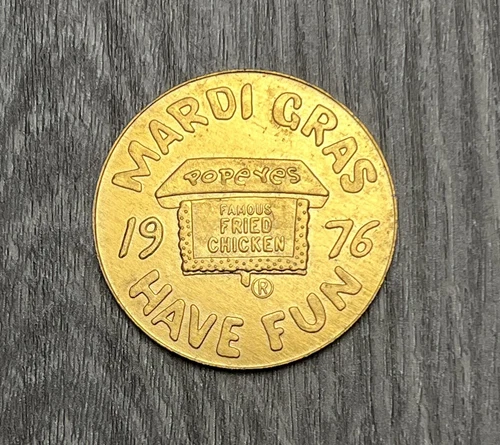 MARDI GRAS
POPEYES
FAMOUS
FRIED
CHICKEN
19 76
®
HAVE FUN